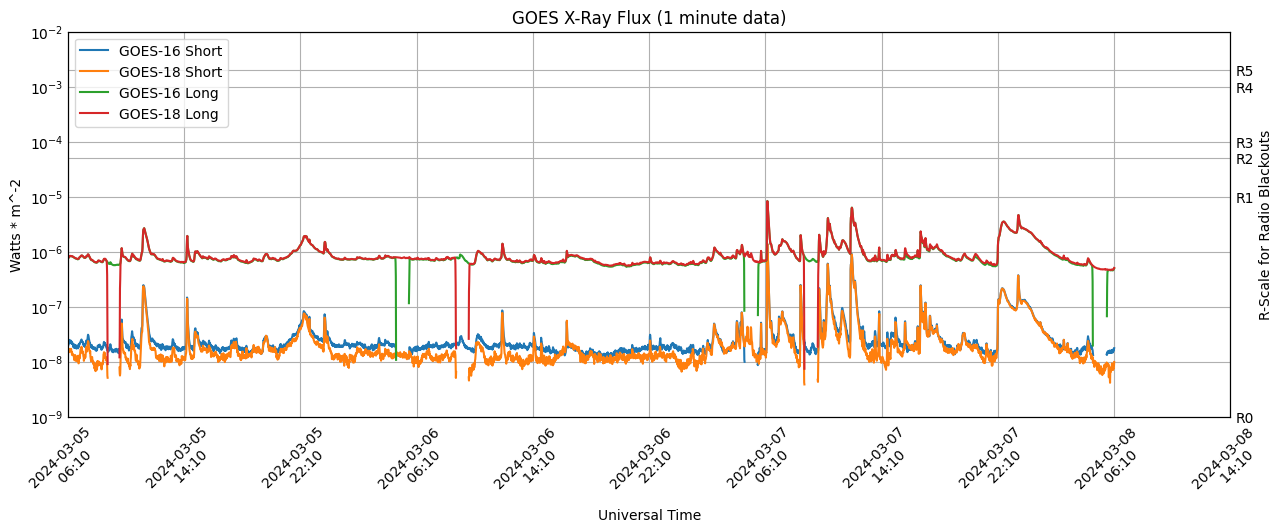 GOES X-Ray Flux (1 minute data)
GOES-16 Short
GOES-18 Short
GOES-16 Long
GOES-18 Long
10^-2
10^-3
10^-4
10^-5
10^-6
10^-7
10^-8
10^-9
Watts * m^-2
R5
R4
R3
R2
R1
R0
R-Scale for Radio Blackouts
2024-03-05
06:10
2024-03-05
14:10
2024-03-05
22:10
2024-03-06
06:10
2024-03-06
14:10
2024-03-06
22:10
2024-03-07
06:10
2024-03-07
14:10
2024-03-07
22:10
2024-03-08
06:10
2024-03-08
14:10
Universal Time